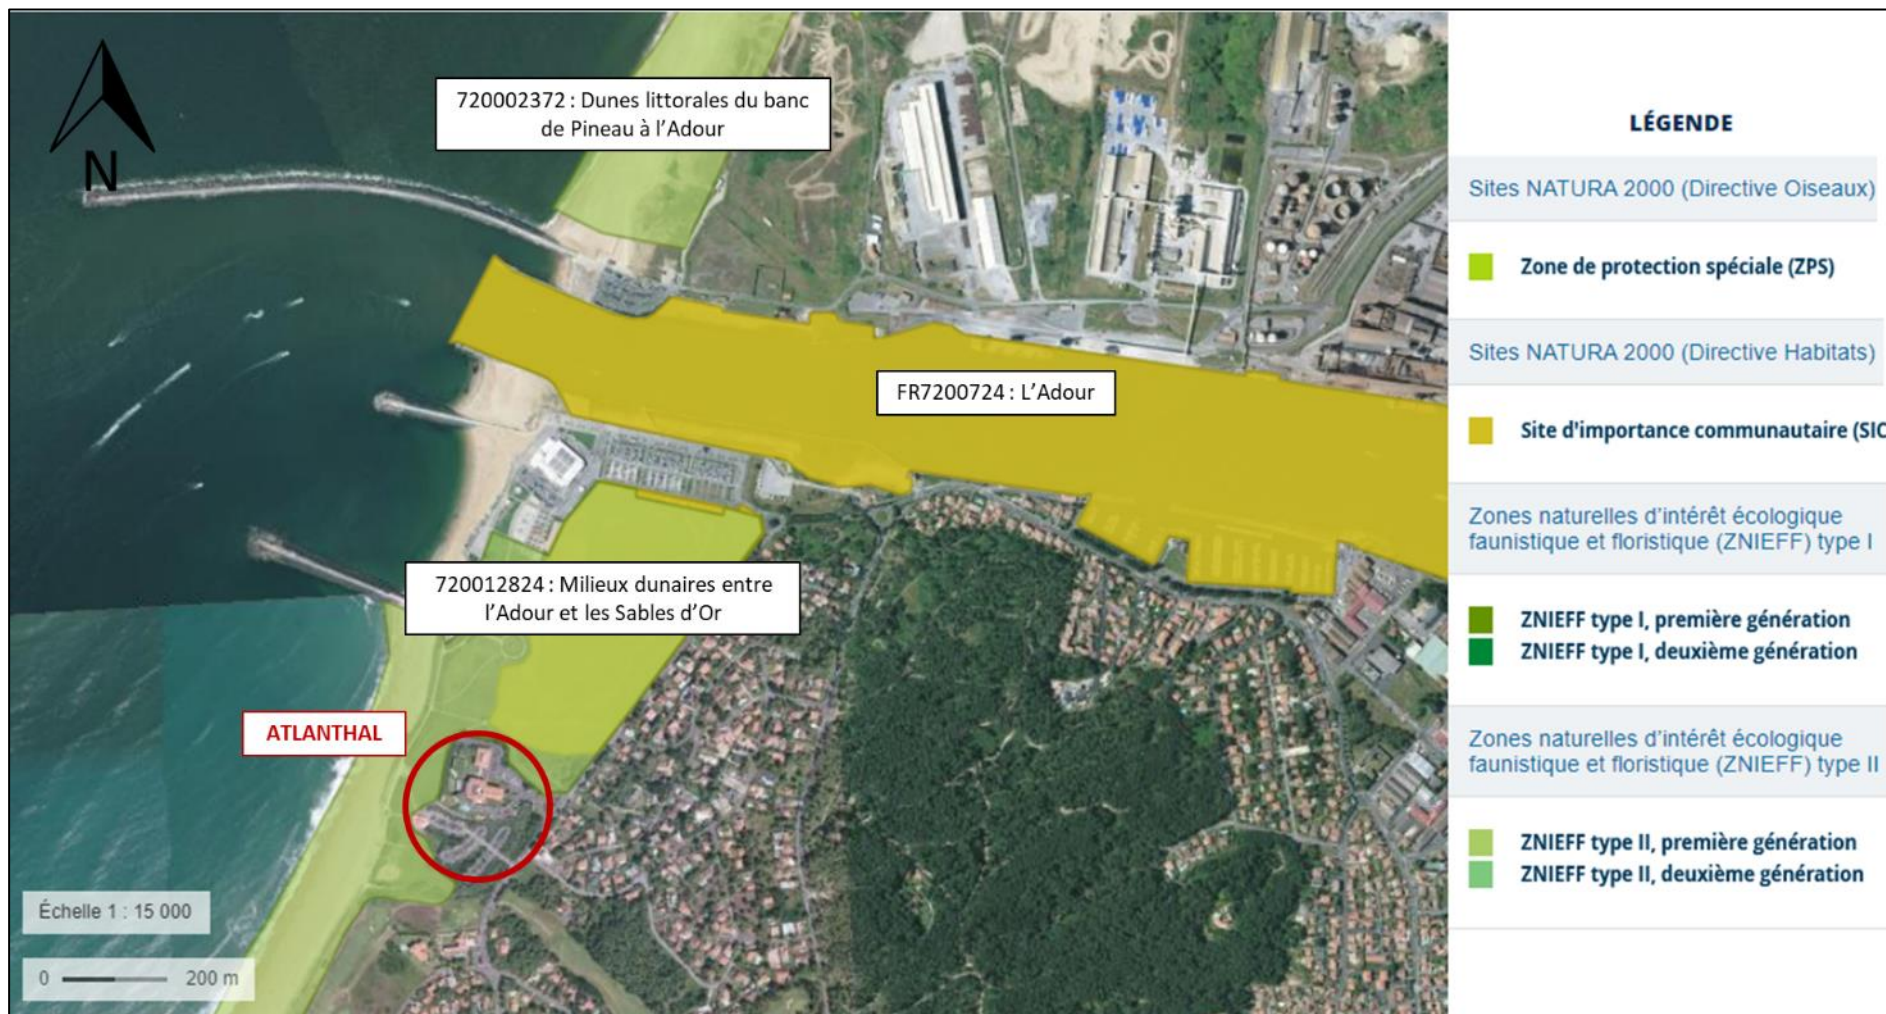 N
720002372 : Dunes littorales du banc
de Pineau à l'Adour
FR7200724 : L'Adour
720012824 : Milieux dunaires entre
l'Adour et les Sables d'Or
ATLANTHAL
Échelle 1 : 15 000
0 200 m
LÉGENDE
Sites NATURA 2000 (Directive Oiseaux)
Zone de protection spéciale (ZPS)
Sites NATURA 2000 (Directive Habitats)
Site d'importance communautaire (SIC
Zones naturelles d'intérêt écologique
faunistique et floristique (ZNIEFF) type I
ZNIEFF type I, première génération
ZNIEFF type I, deuxième génération
Zones naturelles d'intérêt écologique
faunistique et floristique (ZNIEFF) type II
ZNIEFF type II, première génération
ZNIEFF type II, deuxième génération